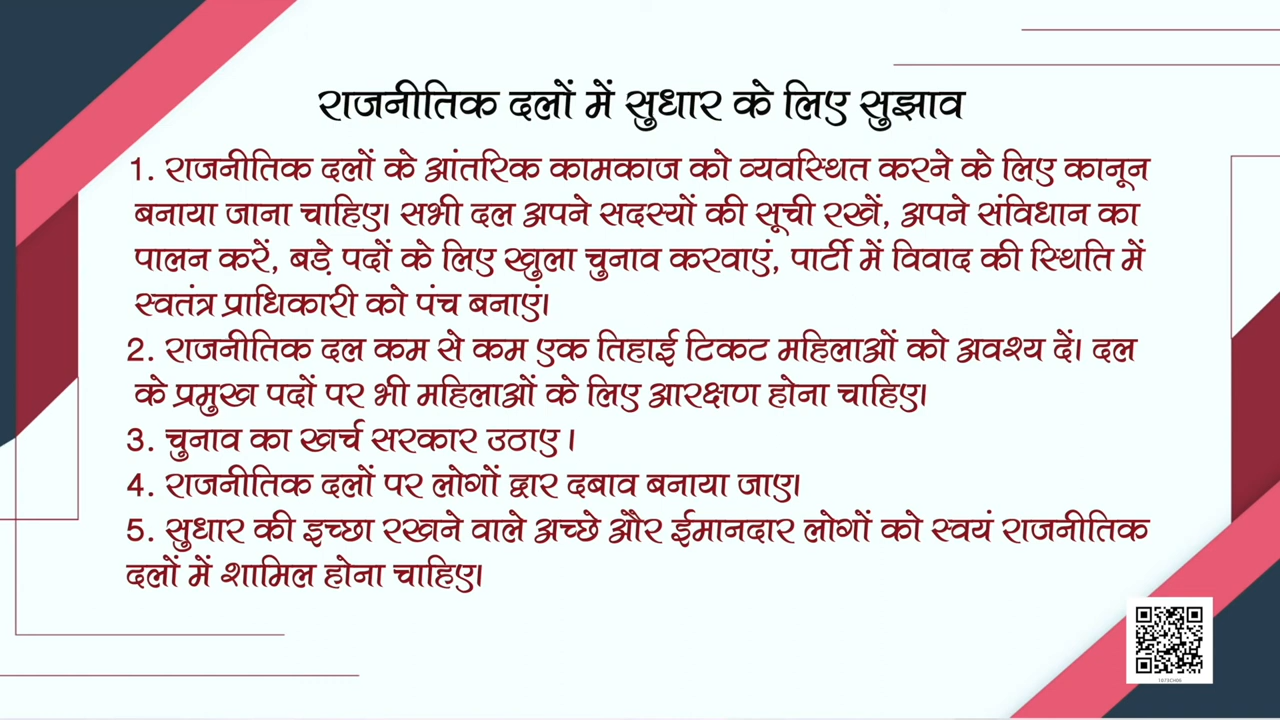 राजनीतिक दलों में सुधार के लिए सुझाव
1. राजनीतिक दलों के आंतरिक कामकाज को व्यवस्थित करने के लिए कानून
बनाया जाना चाहिए। सभी दल अपने सदस्यों की सूची रखें, अपने संविधान का
पालन करें, बड़े पदों के लिए खुला चुनाव करवाएं, पार्टी में विवाद की स्थिति में
स्वतंत्र प्राधिकारी को पंच बनाएं।
2. राजनीतिक दल कम से कम एक तिहाई टिकट महिलाओं को अवश्य दें। दल
के प्रमुख पदों पर भी महिलाओं के लिए आरक्षण होना चाहिए।
3. चुनाव का खर्च सरकार उठाए ।
4. राजनीतिक दलों पर लोगों द्वार दबाव बनाया जाए।
5. सुधार की इच्छा रखने वाले अच्छे और ईमानदार लोगों को स्वयं राजनीतिक
दलों में शामिल होना चाहिए।
1073CH06